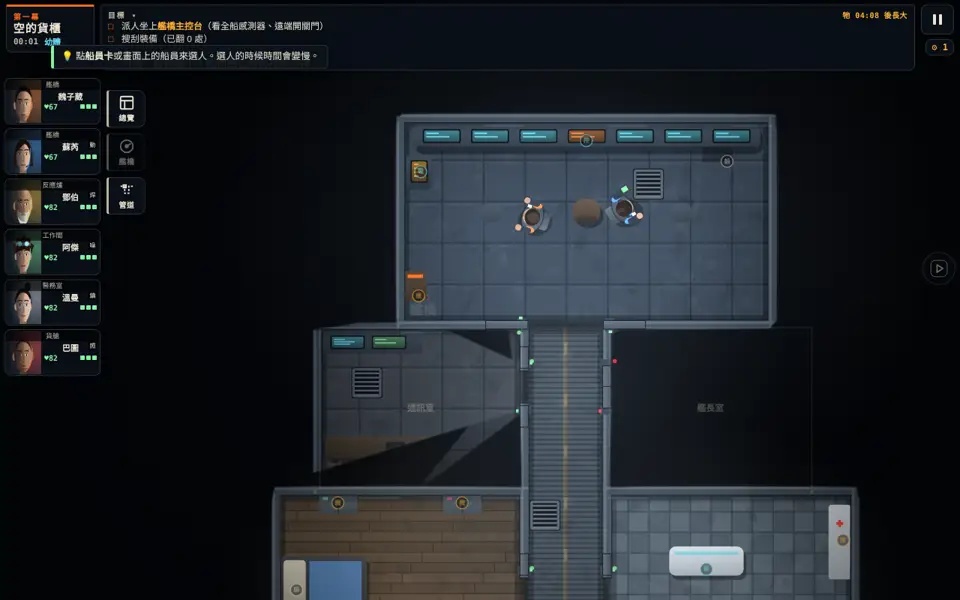 第一幕
空的貨櫃
00:01 幼體
目標 ▾
派人坐上艦橋主控台（看全船感測器、遠端開關門）
搜刮裝備（已翻 0 處）
💡 點船員卡或畫面上的船員來選人。選人的時候時間會變慢。
04:08 後長大
1
艦橋
魏子葳
♥67
艦橋
蘇芮
♥67
反應爐
鄧伯
♥82
工作間
阿傑
♥82
醫務室
溫曼
♥82
貨艙
巴圖
♥82
總覽
艦橋
管道
通訊室
艦長室